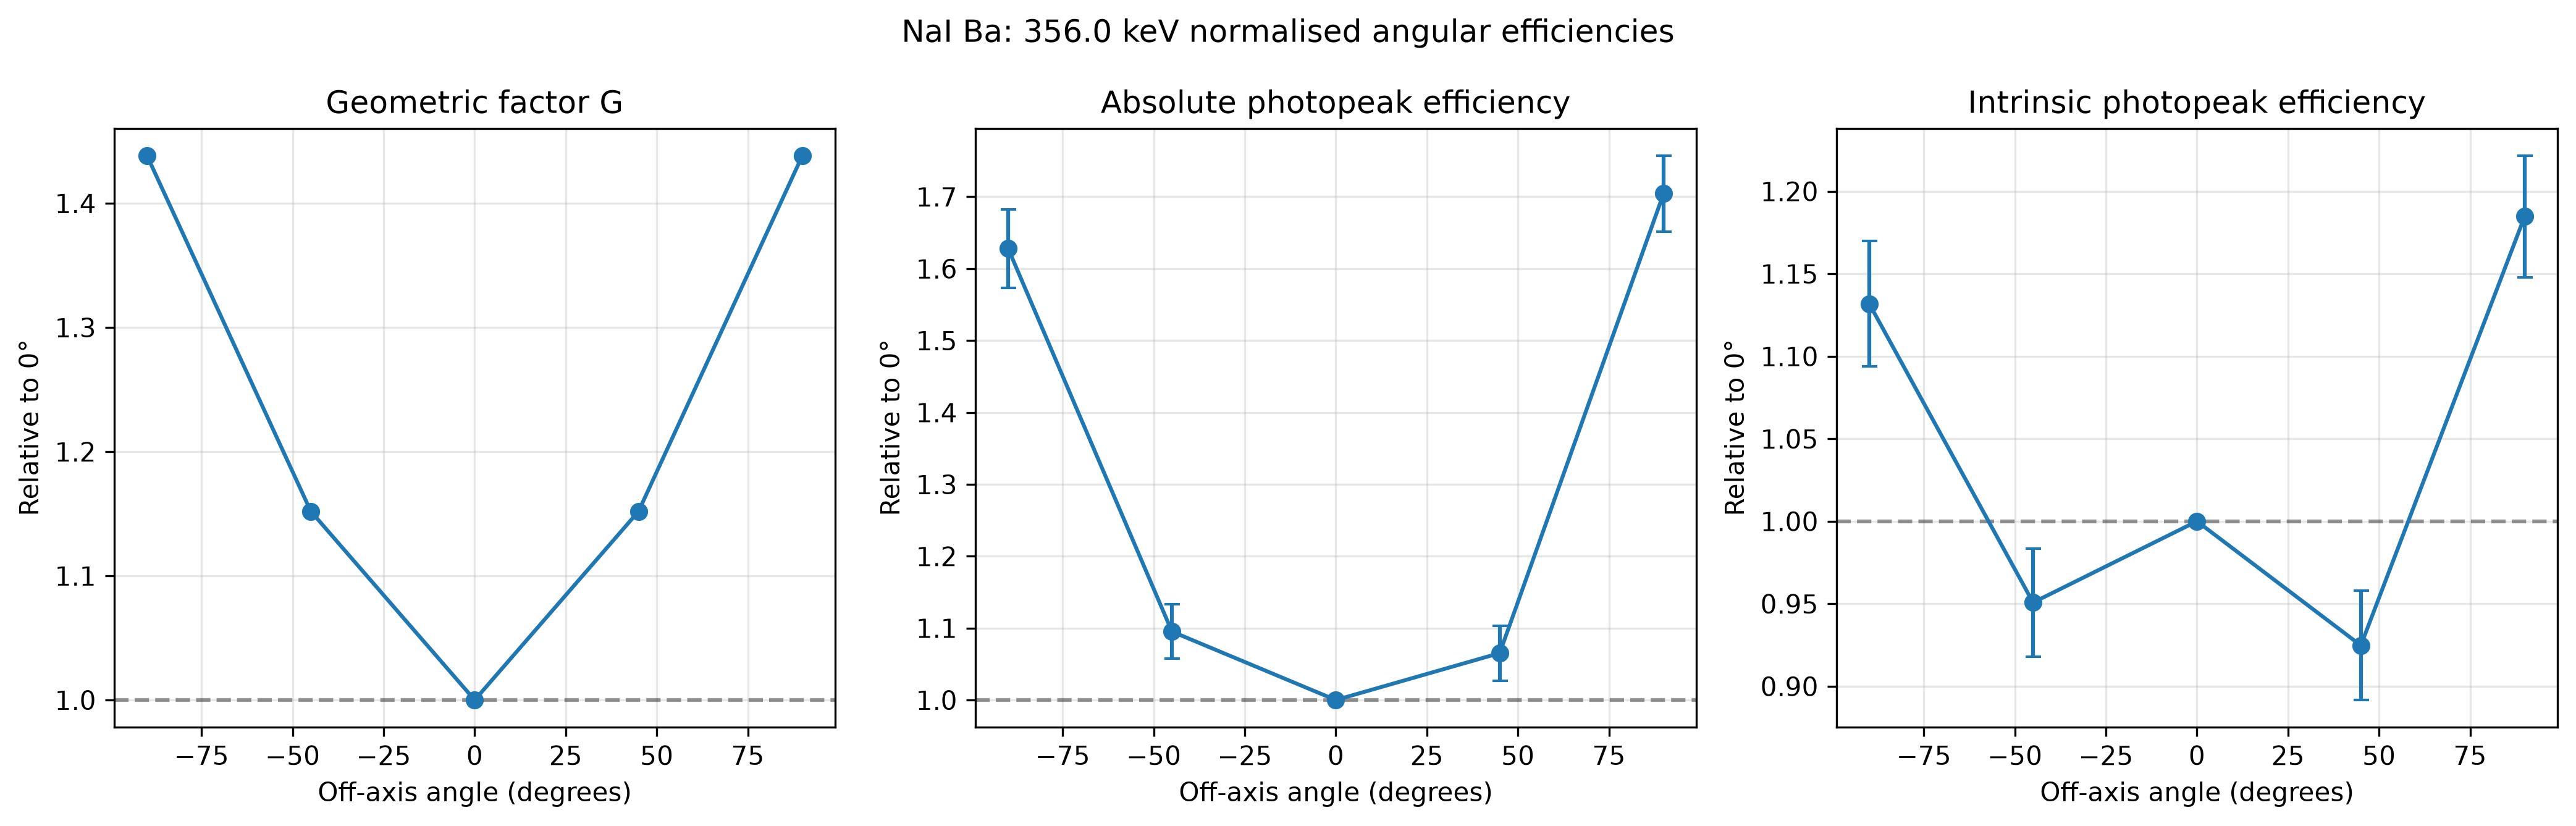 NaI Ba: 356.0 keV normalised angular efficiencies
Geometric factor G
Relative to 0°
1.4
1.3
1.2
1.1
1.0
−75 −50 −25 0 25 50 75
Off-axis angle (degrees)
Absolute photopeak efficiency
Relative to 0°
1.7
1.6
1.5
1.4
1.3
1.2
1.1
1.0
−75 −50 −25 0 25 50 75
Off-axis angle (degrees)
Intrinsic photopeak efficiency
Relative to 0°
1.20
1.15
1.10
1.05
1.00
0.95
0.90
−75 −50 −25 0 25 50 75
Off-axis angle (degrees)